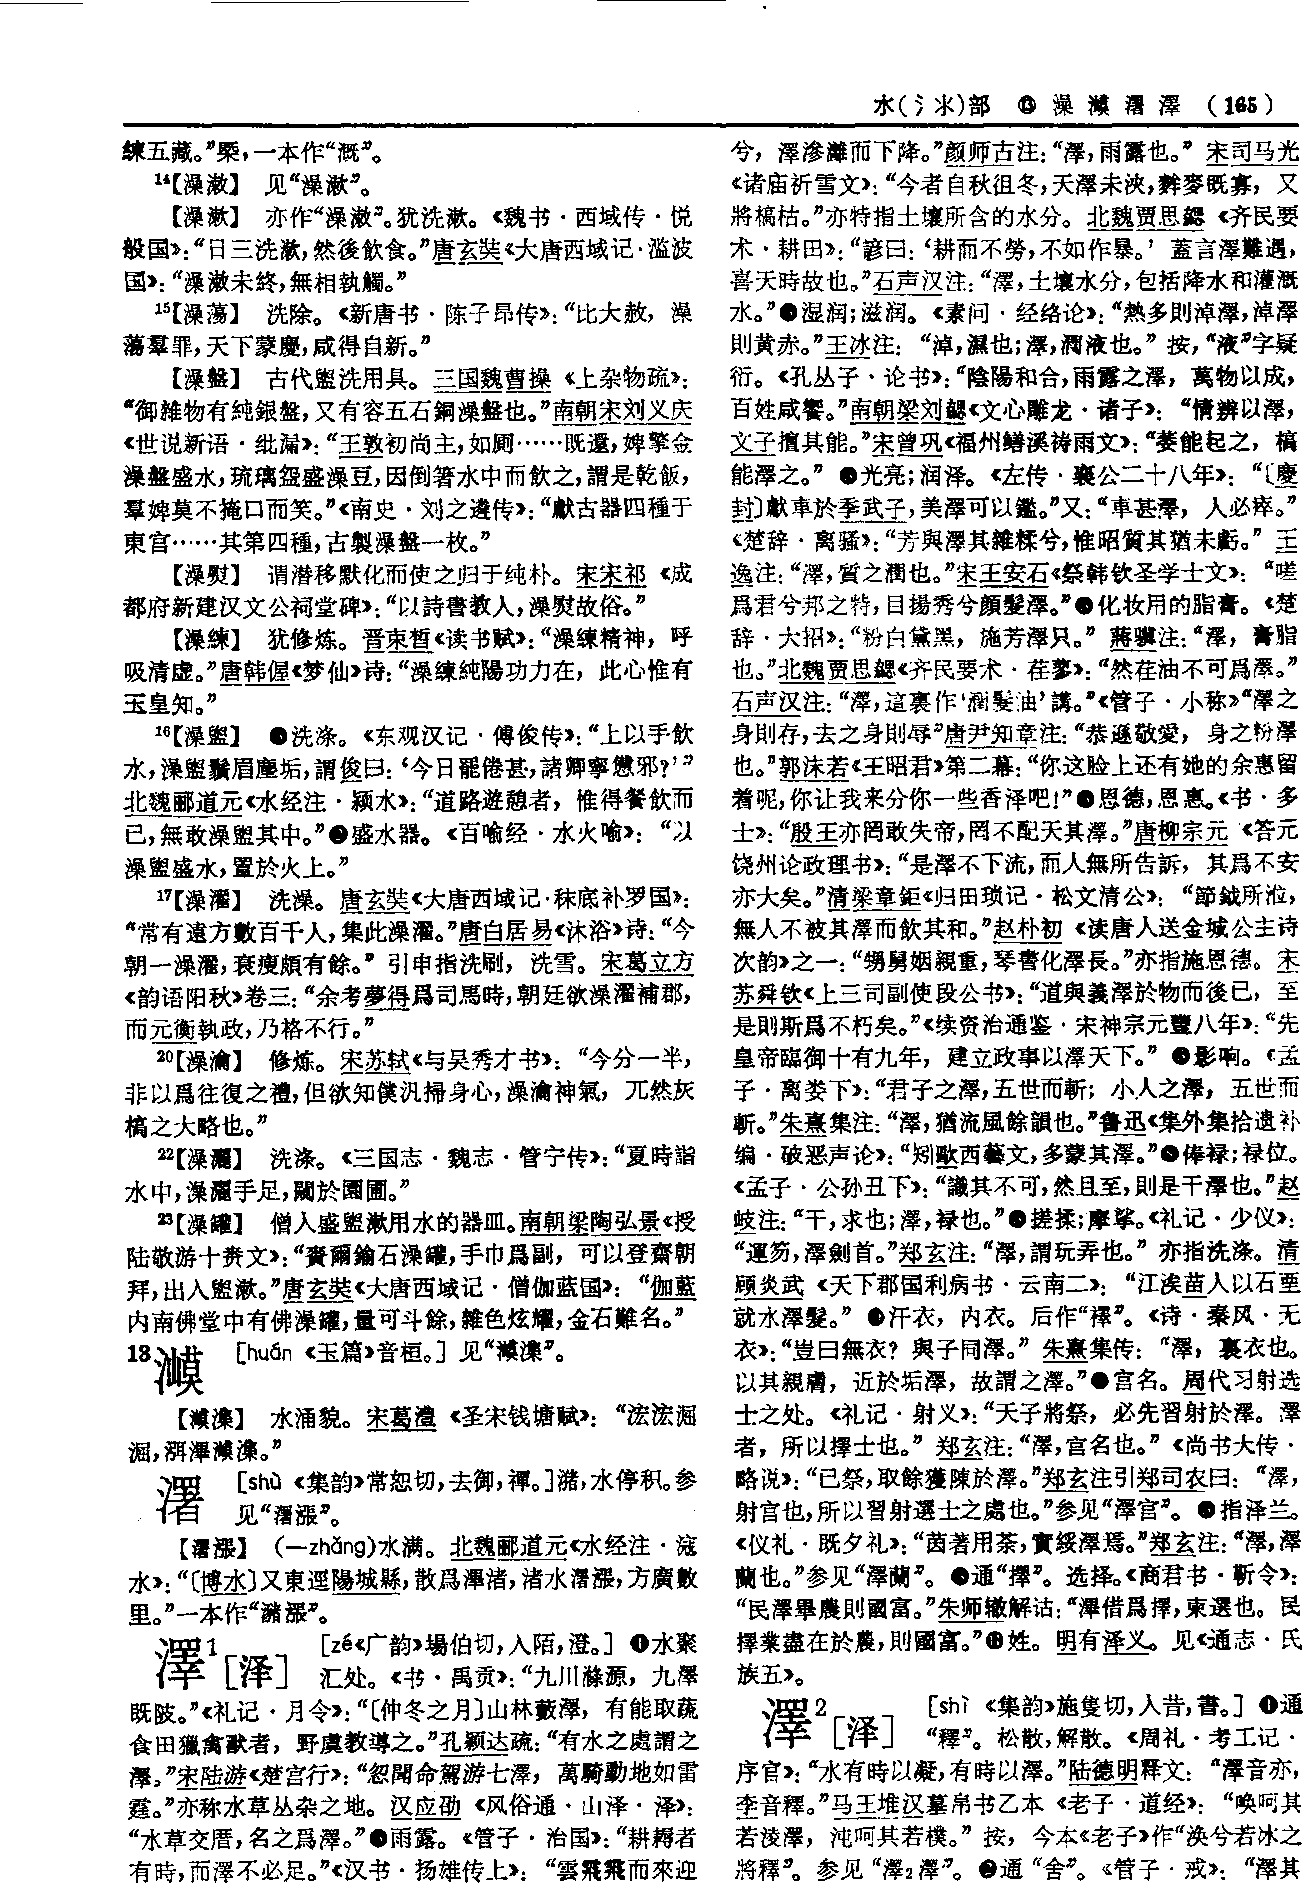 水(氵氺)部 ⓭ 澡澴濐澤 (165)
練五藏。”槩,一本作“溉”。
¹⁴【澡漱】 见“澡漱”。
【澡漱】 亦作“澡漱”。犹洗漱。《魏书·西域传·悦
般国》:“日三洗漱,然後飲食。”唐玄奘《大唐西域记·滥波
国》:“澡漱未終,無相執觸。”
¹⁵【澡蕩】 洗除。《新唐书·陈子昂传》:“比大赦,澡
蕩羣罪,天下蒙慶,咸得自新。”
【澡盤】 古代盥洗用具。三国魏曹操《上杂物疏》:
“御雜物有純銀盤,又有容五石銅澡盤也。”南朝宋刘义庆
《世说新语·纰漏》:“王敦初尚主,如厠……既還,婢擎金
澡盤盛水,琉璃盌盛澡豆,因倒箸水中而飲之,謂是乾飯,
羣婢莫不掩口而笑。”《南史·刘之遴传》:“獻古器四種于
東宫……其第四種,古製澡盤一枚。”
【澡熨】 谓潜移默化而使之归于纯朴。宋宋祁《成
都府新建汉文公祠堂碑》:“以詩書教人,澡熨故俗。”
【澡練】 犹修炼。晋束皙《读书赋》:“澡練精神,呼
吸清虚。”唐韩偓《梦仙》诗:“澡練純陽功力在,此心惟有
玉皇知。”
¹⁶【澡盥】 ❶洗涤。《东观汉记·傅俊传》:“上以手飲
水,澡盥鬚眉塵垢,謂俊曰:‘今日罷倦甚,諸卿寧憊邪?’”
北魏郦道元《水经注·颍水》:“道路遊憩者,惟得餐飲而
已,無敢澡盥其中。”❷盛水器。《百喻经·水火喻》:“以
澡盥盛水,置於火上。”
¹⁷【澡濯】 洗澡。唐玄奘《大唐西域记·秣底补罗国》:
“常有遠方數百千人,集此澡濯。”唐白居易《沐浴》诗:“今
朝一澡濯,衰瘦頗有餘。” 引申指洗刷,洗雪。宋葛立方
《韵语阳秋》卷三:“余考夢得爲司馬時,朝廷欲澡濯補郡,
而元衡執政,乃格不行。”
²⁰【澡瀹】 修炼。宋苏轼《与吴秀才书》:“今分一半,
非以爲往復之禮,但欲知僕汎掃身心,澡瀹神氣,兀然灰
槁之大略也。”
²²【澡灑】 洗涤。《三国志·魏志·管宁传》:“夏時詣
水中,澡灑手足,闚於園圃。”
²³【澡罐】 僧人盛盥漱用水的器皿。南朝梁陶弘景《授
陆敬游十赉文》:“賚爾鍮石澡罐,手巾爲副,可以登齋朝
拜,出入盥漱。”唐玄奘《大唐西域记·僧伽蓝国》:“伽藍
内南佛堂中有佛澡罐,量可斗餘,雜色炫耀,金石難名。”
13 [huán 《玉篇》音桓。]
【】 水涌貌。宋葛澧《圣宋钱塘赋》:
[shù 《集韵》常恕切,去御,禪。]潴,水停积。参
见“濐漲”。
【濐漲】 (—zhǎng)水满。北魏郦道元《水经注·滱
水》:“〔博水〕又東逕陽城縣,散爲澤渚,渚水濐漲,方廣數
里。”一本作“瀦漲”。
澤¹[泽] [zé《广韵》場伯切,入陌,澄。] ❶水聚
汇处。《书·禹贡》:“九川滌源,九澤
既陂。”《礼记·月令》:“〔仲冬之月〕山林藪澤,有能取蔬
食田獵禽獸者,野虞教導之。”孔颖达疏:“有水之處謂之
澤。”宋陆游《楚宫行》:“忽聞命駕游七澤,萬騎動地如雷
霆。”亦称水草丛杂之地。汉应劭《风俗通·山泽·泽》:
“水草交厝,名之爲澤。”❷雨露。《管子·治国》:“耕耨者
有時,而澤不必足。”《汉书·扬雄传上》:“雲飛飛而來迎
兮,澤滲灕而下降。”颜师古注:“澤,雨露也。” 宋司马光
《诸庙祈雪文》:“今者自秋徂冬,天澤未浹,麰麥既寡,又
將槁枯。”亦特指土壤所含的水分。北魏贾思勰《齐民要
术·耕田》:“諺曰:‘耕而不勞,不如作暴。’ 蓋言澤難遇,
喜天時故也。”石声汉注:“澤,土壤水分,包括降水和灌溉
水。”❸湿润;滋润。《素问·经络论》:“熱多則淖澤,淖澤
則黄赤。”王冰注:“淖,濕也;澤,潤液也。”按,“液”字疑
衍。《孔丛子·论书》:“陰陽和合,雨露之澤,萬物以成,
百姓咸饗。”南朝梁刘勰《文心雕龙·诸子》:“情辨以澤,
文子擅其能。”宋曾巩《福州鳝溪祷雨文》:“萎能起之,槁
能澤之。” ❹光亮;润泽。《左传·襄公二十八年》:“〔慶
封〕獻車於季武子,美澤可以鑑。”又:“車甚澤,人必瘁。”
《楚辞·离骚》:“芳與澤其雜糅兮,惟昭質其猶未虧。” 王
逸注:“澤,質之潤也。”宋王安石《祭韩钦圣学士文》:“嗟
爲君兮邦之特,目揚秀兮顔髮澤。”❺化妆用的脂膏。《楚
辞·大招》:“粉白黛黑,施芳澤只。” 蔣驥注:“澤,膏脂
也。”北魏贾思勰《齐民要术·荏蓼》:“然荏油不可爲澤。”
石声汉注:“澤,這裏作‘潤髮油’講。”《管子·小称》“澤之
身則存,去之身則辱”唐尹知章注:“恭遜敬愛,身之粉澤
也。”郭沫若《王昭君》第二幕:“你这脸上还有她的余惠留
着呢,你让我来分你一些香泽吧!”❻恩德,恩惠。《书·多
士》:“殷王亦罔敢失帝,罔不配天其澤。”唐柳宗元《答元
饶州论政理书》:“是澤不下流,而人無所告訴,其爲不安
亦大矣。”清梁章鉅《归田琐记·松文清公》:“節鉞所涖,
無人不被其澤而飲其和。”赵朴初《读唐人送金城公主诗
次韵》之一:“甥舅姻親重,琴書化澤長。”亦指施恩德。宋
苏舜钦《上三司副使段公书》:“道與義澤於物而後已,至
是則斯爲不朽矣。”《续资治通鉴·宋神宗元豐八年》:“先
皇帝臨御十有九年,建立政事以澤天下。” ❼影响。《孟
子·离娄下》:“君子之澤,五世而斬;小人之澤,五世而
斬。”朱熹集注:“澤,猶流風餘韻也。”鲁迅《集外集拾遗补
编·破恶声论》:“矧歐西藝文,多蒙其澤。”❽俸禄;禄位。
《孟子·公孙丑下》:“識其不可,然且至,則是干澤也。”赵
岐注:“干,求也;澤,禄也。”❾搓揉;摩挲。《礼记·少仪》:
“運笏,澤劍首。”郑玄注:“澤,謂玩弄也。” 亦指洗涤。清
顾炎武《天下郡国利病书·云南二》:“江涘苗人以石垩
就水澤髮。” ❿汗衣,内衣。后作“襗”。《诗·秦风·无
衣》:“豈曰無衣?與子同澤。” 朱熹集传:“澤,裏衣也。
以其親膚,近於垢澤,故謂之澤。”⓫宫名。周代习射选
士之处。《礼记·射义》:“天子將祭,必先習射於澤。澤
者,所以擇士也。” 郑玄注:“澤,宫名也。”《尚书大传·
略说》:“已祭,取餘獲陳於澤。”郑玄注引郑司农曰:“澤,
射宫也,所以習射選士之處也。”参见“澤宫”。 ⓬指泽兰。
《仪礼·既夕礼》:“茵著用荼,實綏澤焉。”郑玄注:“澤,澤
蘭也。”参见“澤蘭”。 ⓭通“擇”。选择。《商君书·靳令》:
“民澤畢農則國富。”朱师辙解诂:“澤借爲擇,柬選也。民
擇業盡在於農,則國富。”⓮姓。明有泽义。见《通志·氏
族五》。
澤²[泽] [shì 《集韵》施隻切,入昔,書。] ❶通
“釋”。松散,解散。《周礼·考工记·
序官》:“水有時以凝,有時以澤。”陆德明释文:“澤音亦,
李音釋。”马王堆汉墓帛书乙本《老子·道经》:“唤呵其
若淩澤,沌呵其若樸。” 按,今本《老子》作“涣兮若冰之
將釋”。参见“澤₂澤”。 ❷通“舍”。《管子·戒》:“澤其